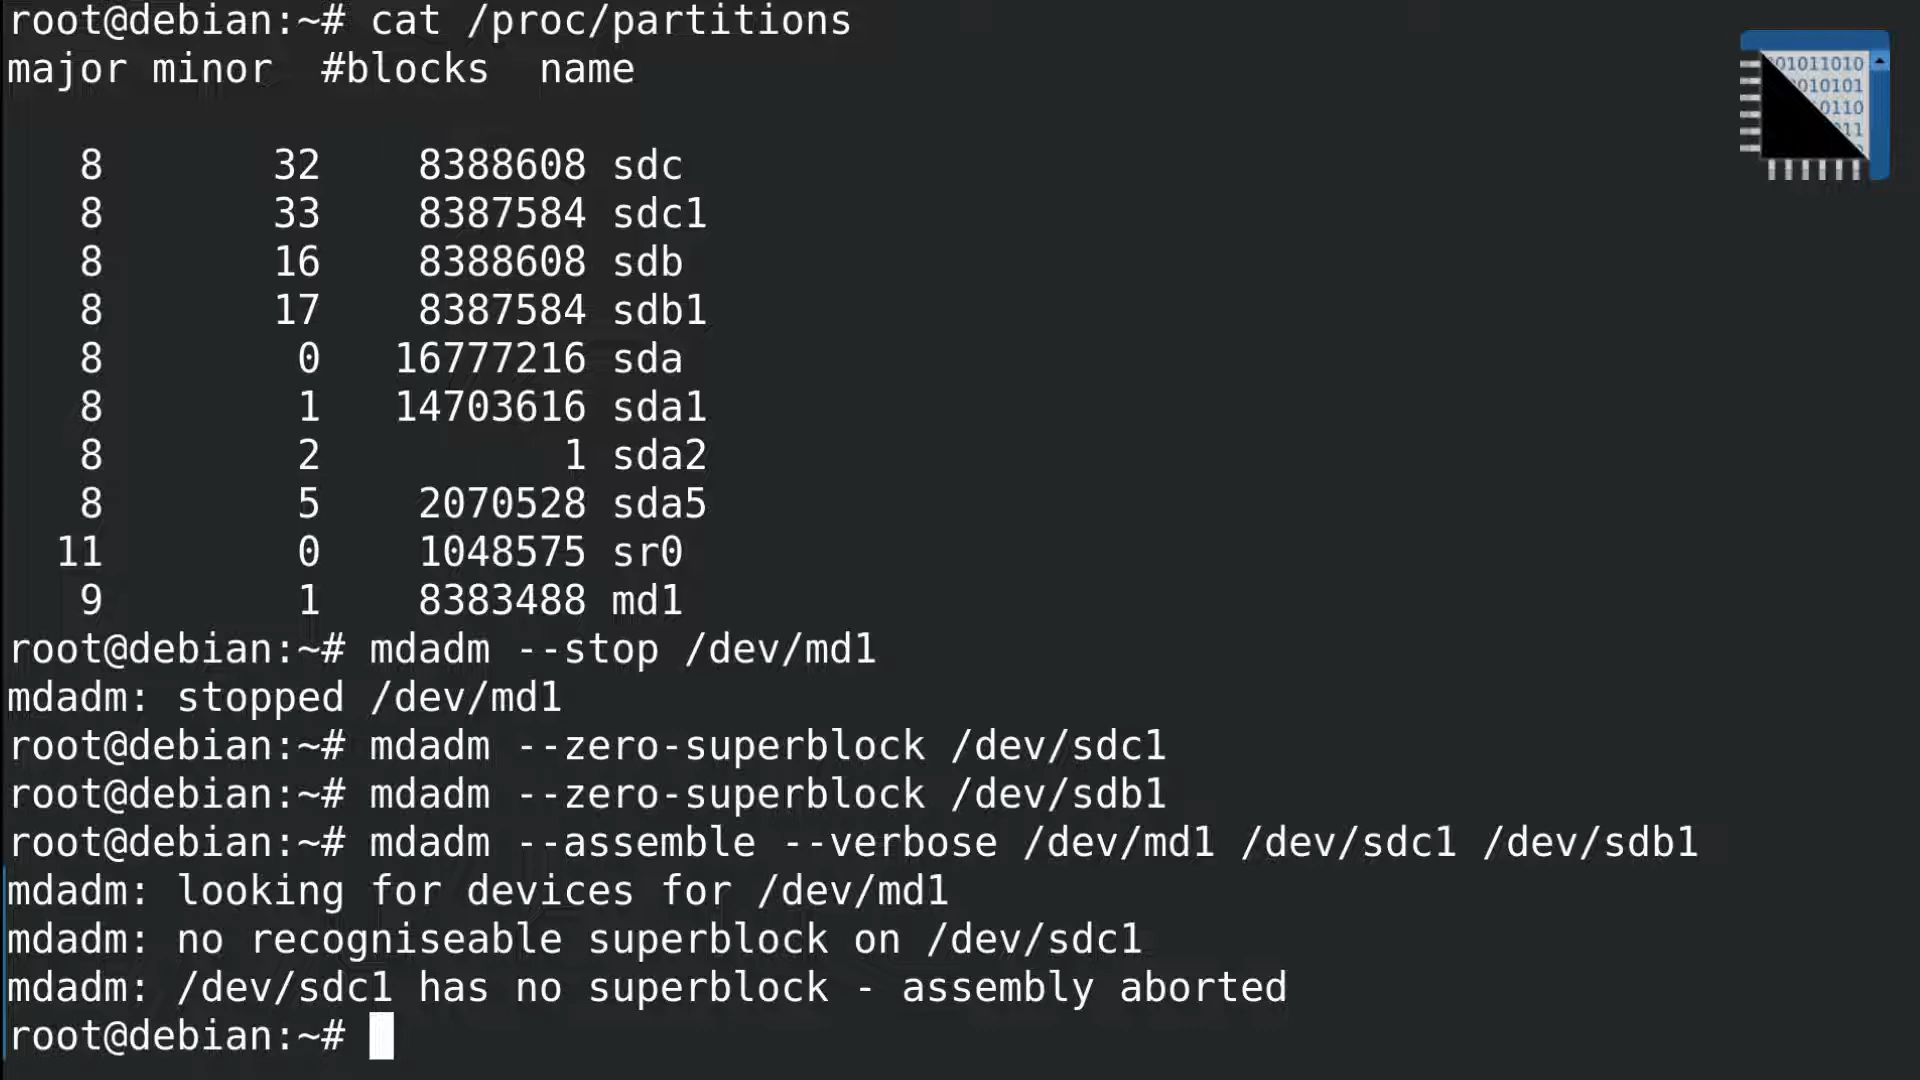 root@debian:~# cat /proc/partitions
major minor  #blocks  name
8 32 8388608 sdc
8 33 8387584 sdc1
8 16 8388608 sdb
8 17 8387584 sdb1
8 0 16777216 sda
8 1 14703616 sda1
8 2 1 sda2
8 5 2070528 sda5
11 0 1048575 sr0
9 1 8383488 md1
root@debian:~# mdadm --stop /dev/md1
mdadm: stopped /dev/md1
root@debian:~# mdadm --zero-superblock /dev/sdc1
root@debian:~# mdadm --zero-superblock /dev/sdb1
root@debian:~# mdadm --assemble --verbose /dev/md1 /dev/sdc1 /dev/sdb1
mdadm: looking for devices for /dev/md1
mdadm: no recogniseable superblock on /dev/sdc1
mdadm: /dev/sdc1 has no superblock - assembly aborted
root@debian:~#